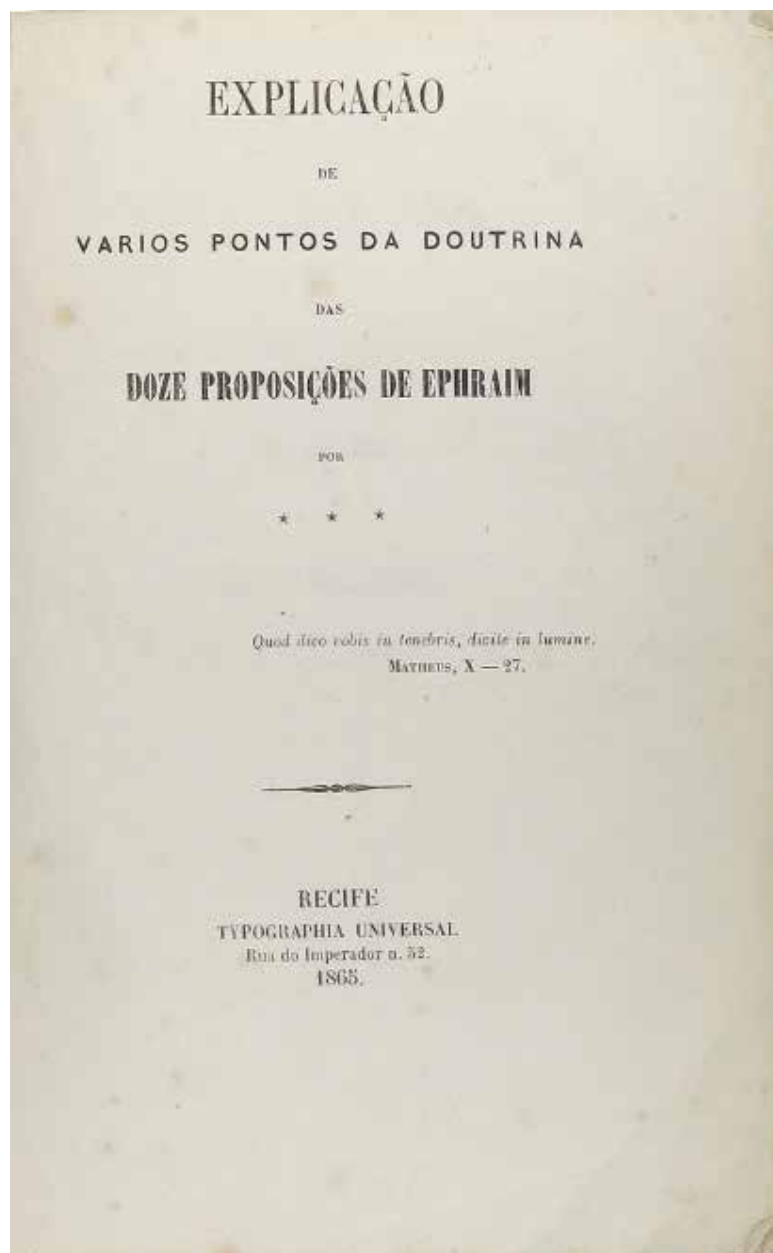 EXPLICAÇÃO
DE
VARIOS PONTOS DA DOUTRINA
DAS
DOZE PROPOSIÇÕES DE EPHRAIM
POR
* * *
Quod dico vobis in tenebris, dicite in lumine.
MATHEUS, X — 27.
RECIFE
TYPOGRAPHIA UNIVERSAL
Rua do Imperador n. 52.
1865.